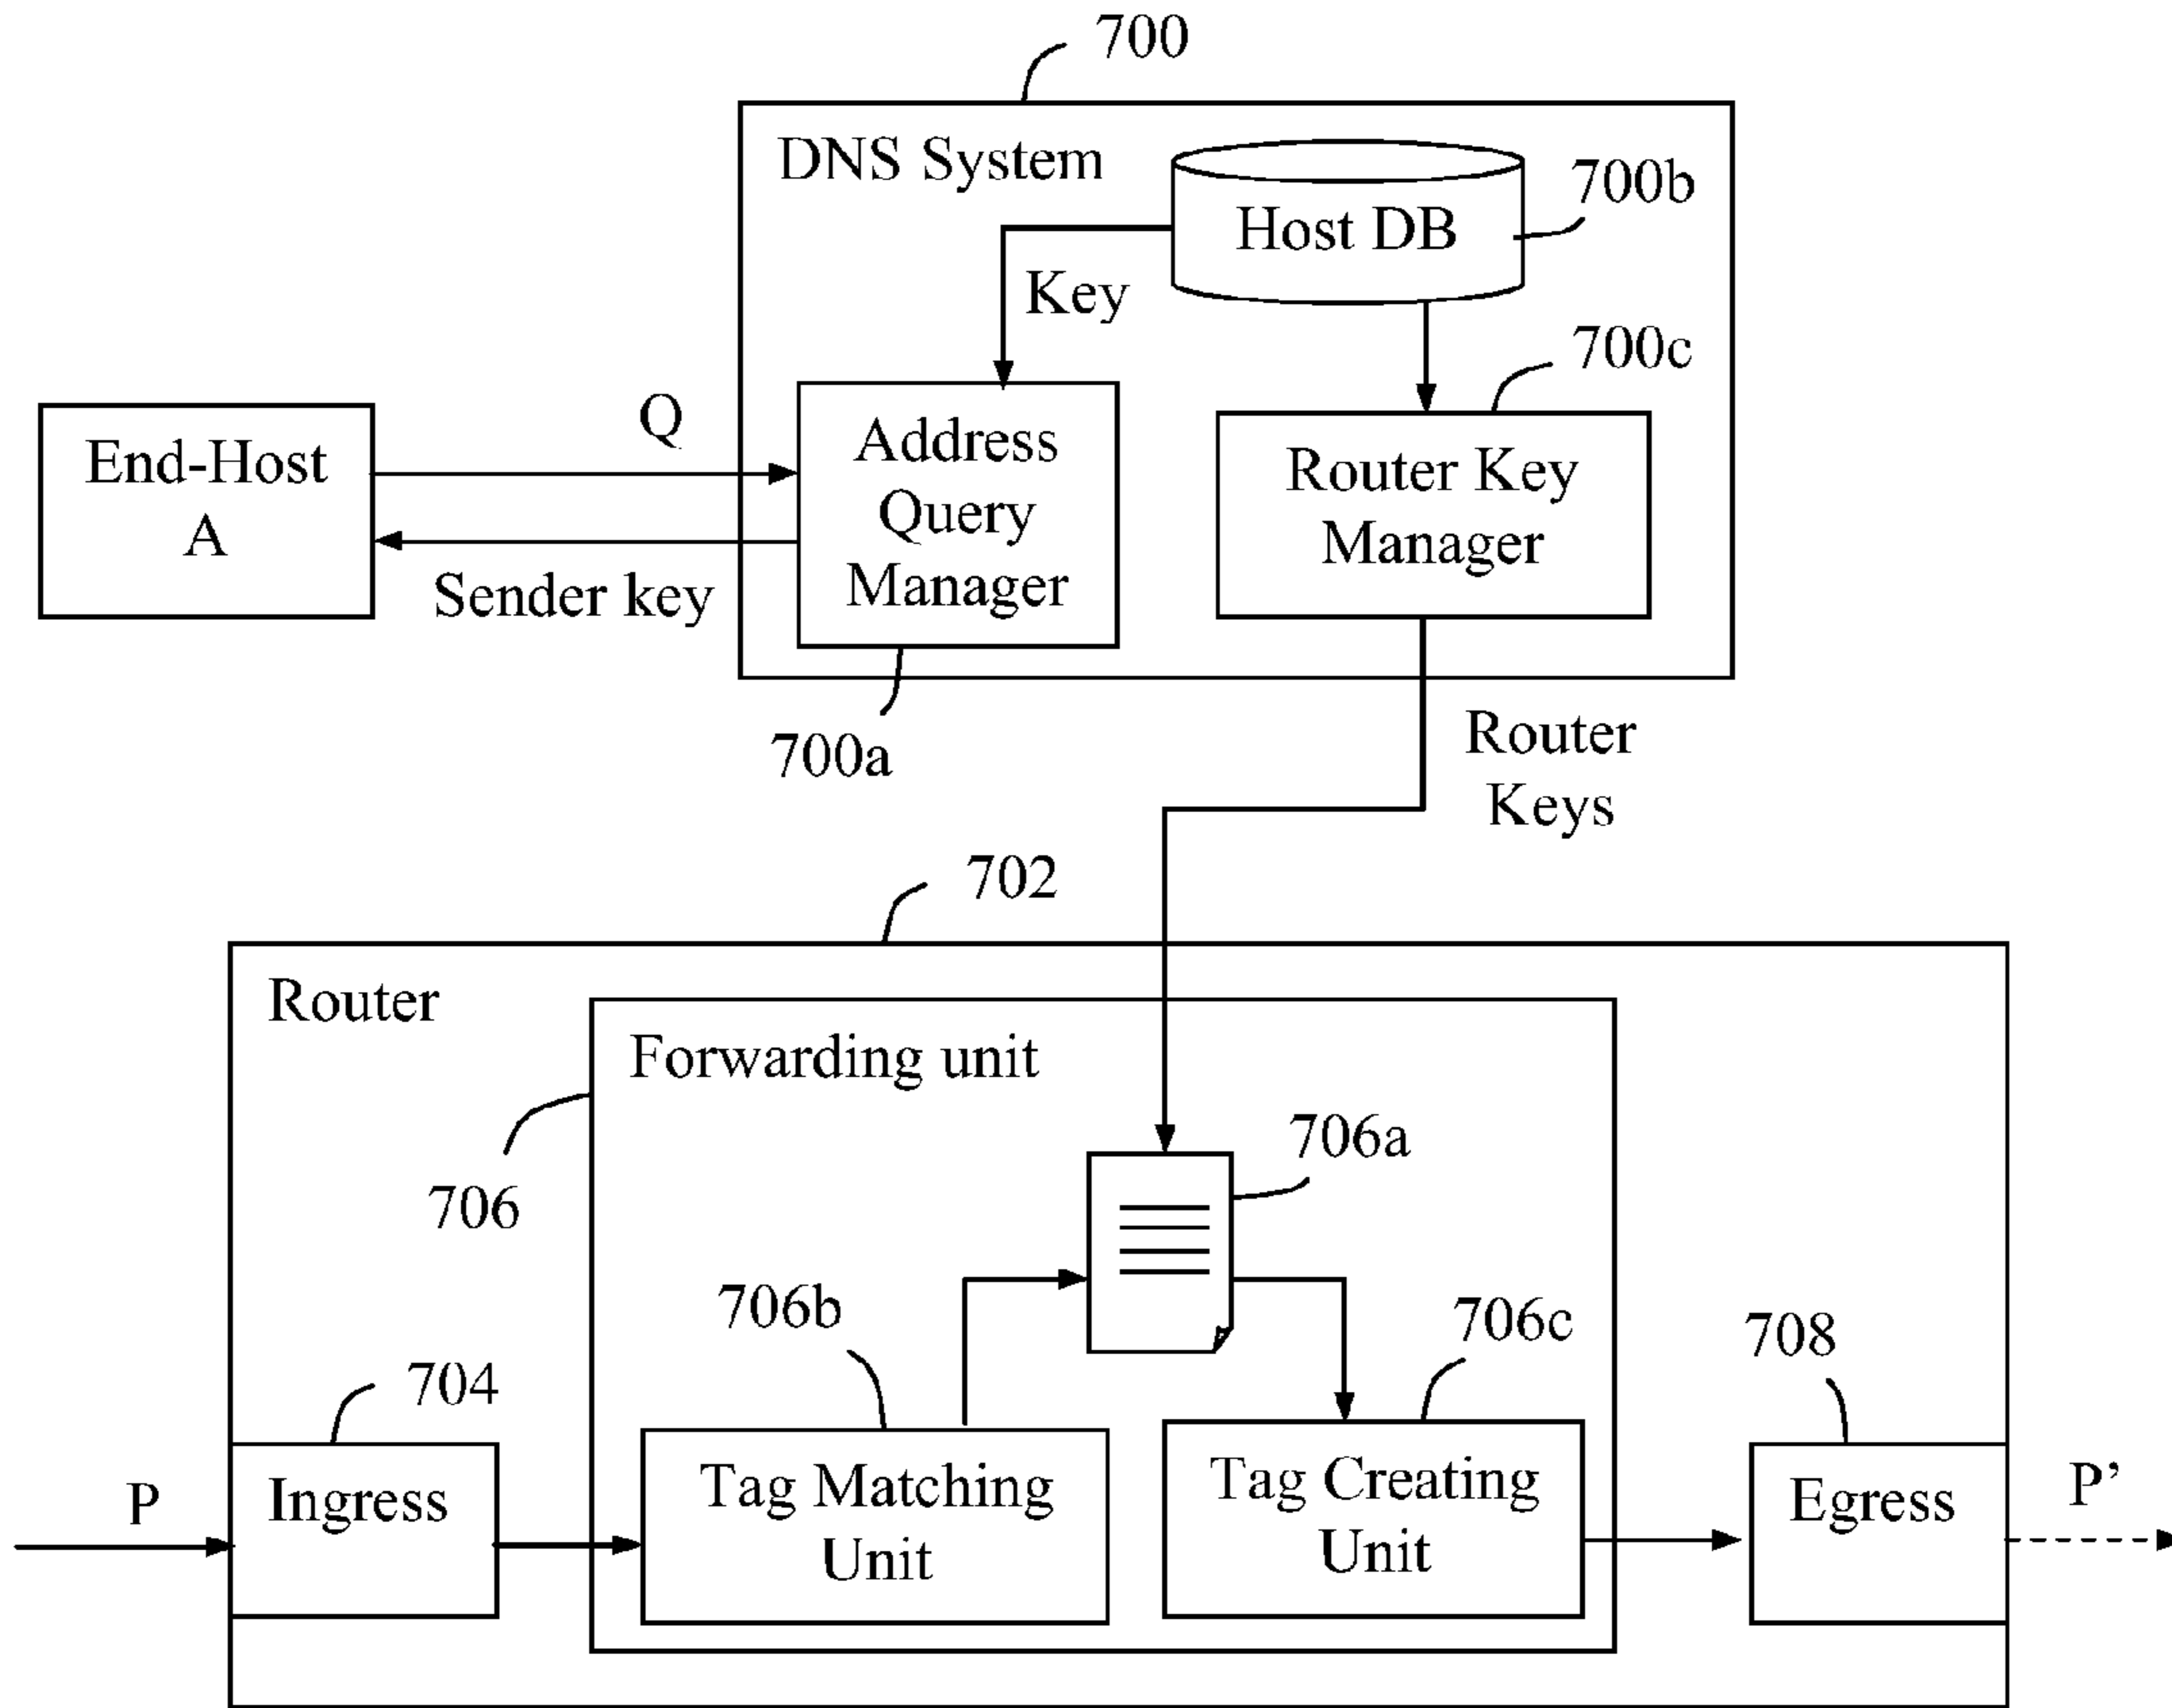 700
DNS System
Host DB
700b
Key
700c
Q
End-Host
A
Address
Query
Manager
Router Key
Manager
Sender key
700a
Router
Keys
702
Router
Forwarding unit
706a
706
706b
706c
708
704
P
Ingress
Tag Matching
Unit
Tag Creating
Unit
Egress
P’